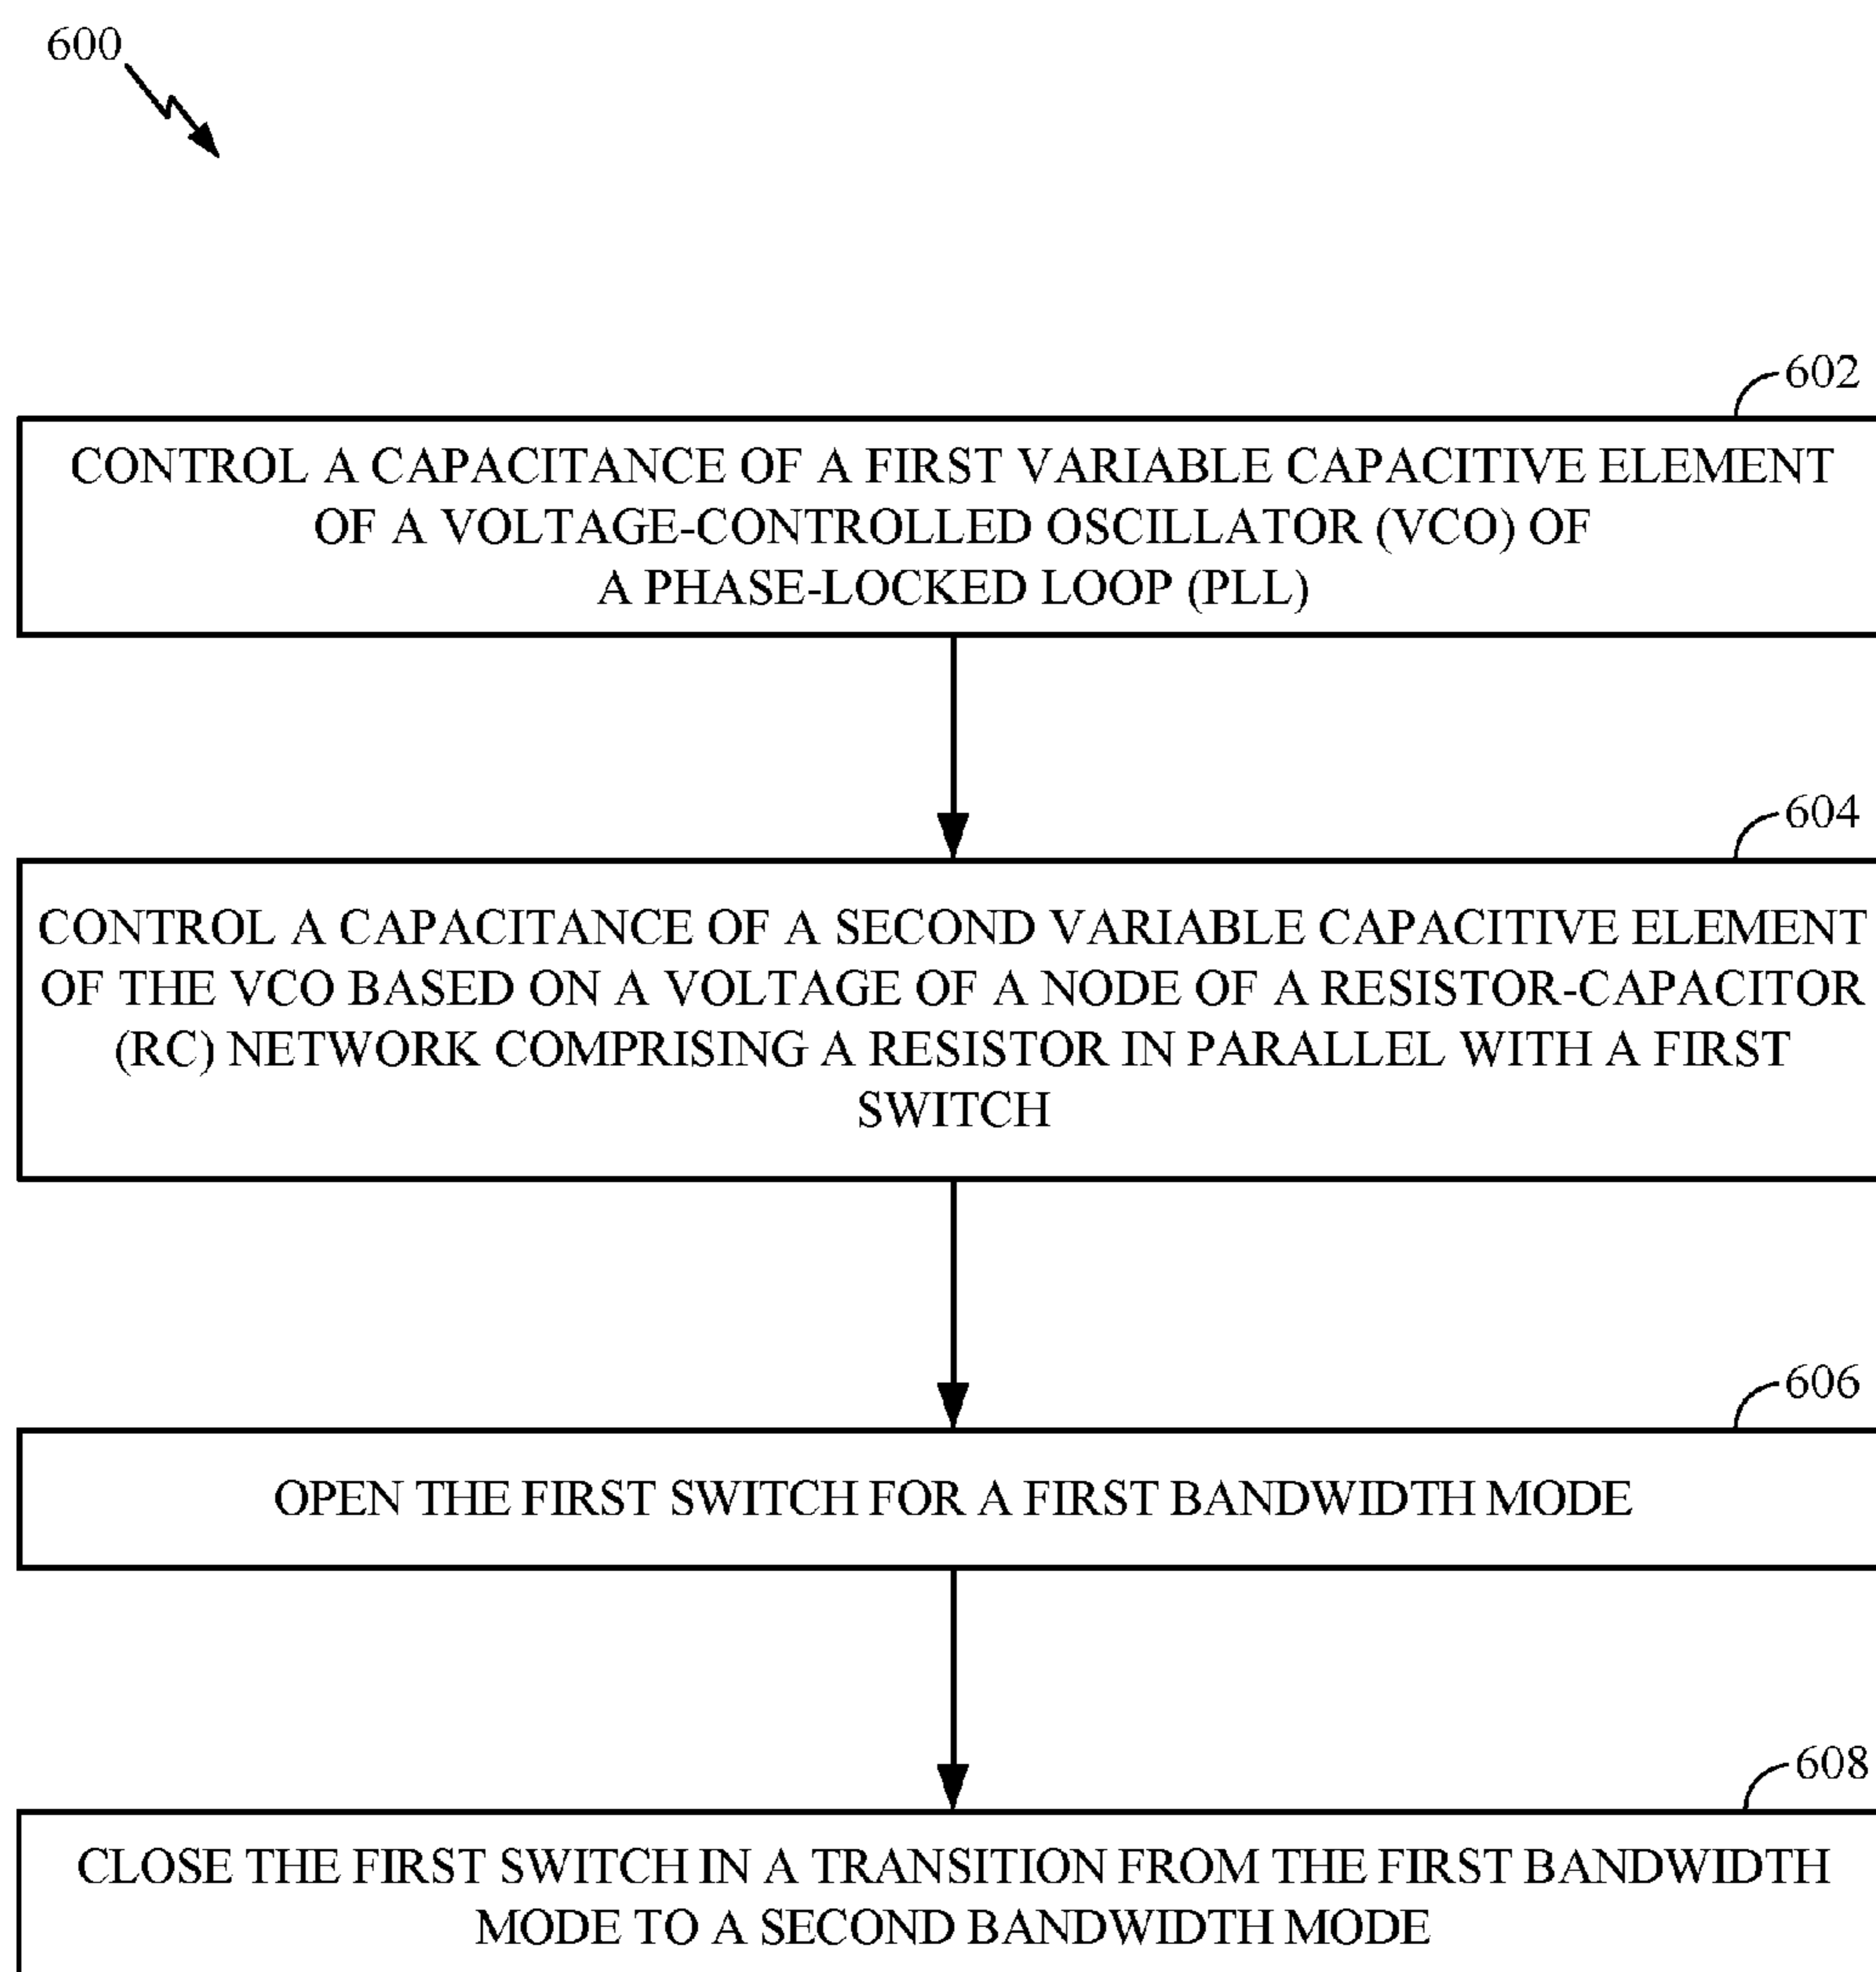 600
602
CONTROL A CAPACITANCE OF A FIRST VARIABLE CAPACITIVE ELEMENT
OF A VOLTAGE-CONTROLLED OSCILLATOR (VCO) OF
A PHASE-LOCKED LOOP (PLL)
604
CONTROL A CAPACITANCE OF A SECOND VARIABLE CAPACITIVE ELEMENT
OF THE VCO BASED ON A VOLTAGE OF A NODE OF A RESISTOR-CAPACITOR
(RC) NETWORK COMPRISING A RESISTOR IN PARALLEL WITH A FIRST
SWITCH
606
OPEN THE FIRST SWITCH FOR A FIRST BANDWIDTH MODE
608
CLOSE THE FIRST SWITCH IN A TRANSITION FROM THE FIRST BANDWIDTH
MODE TO A SECOND BANDWIDTH MODE